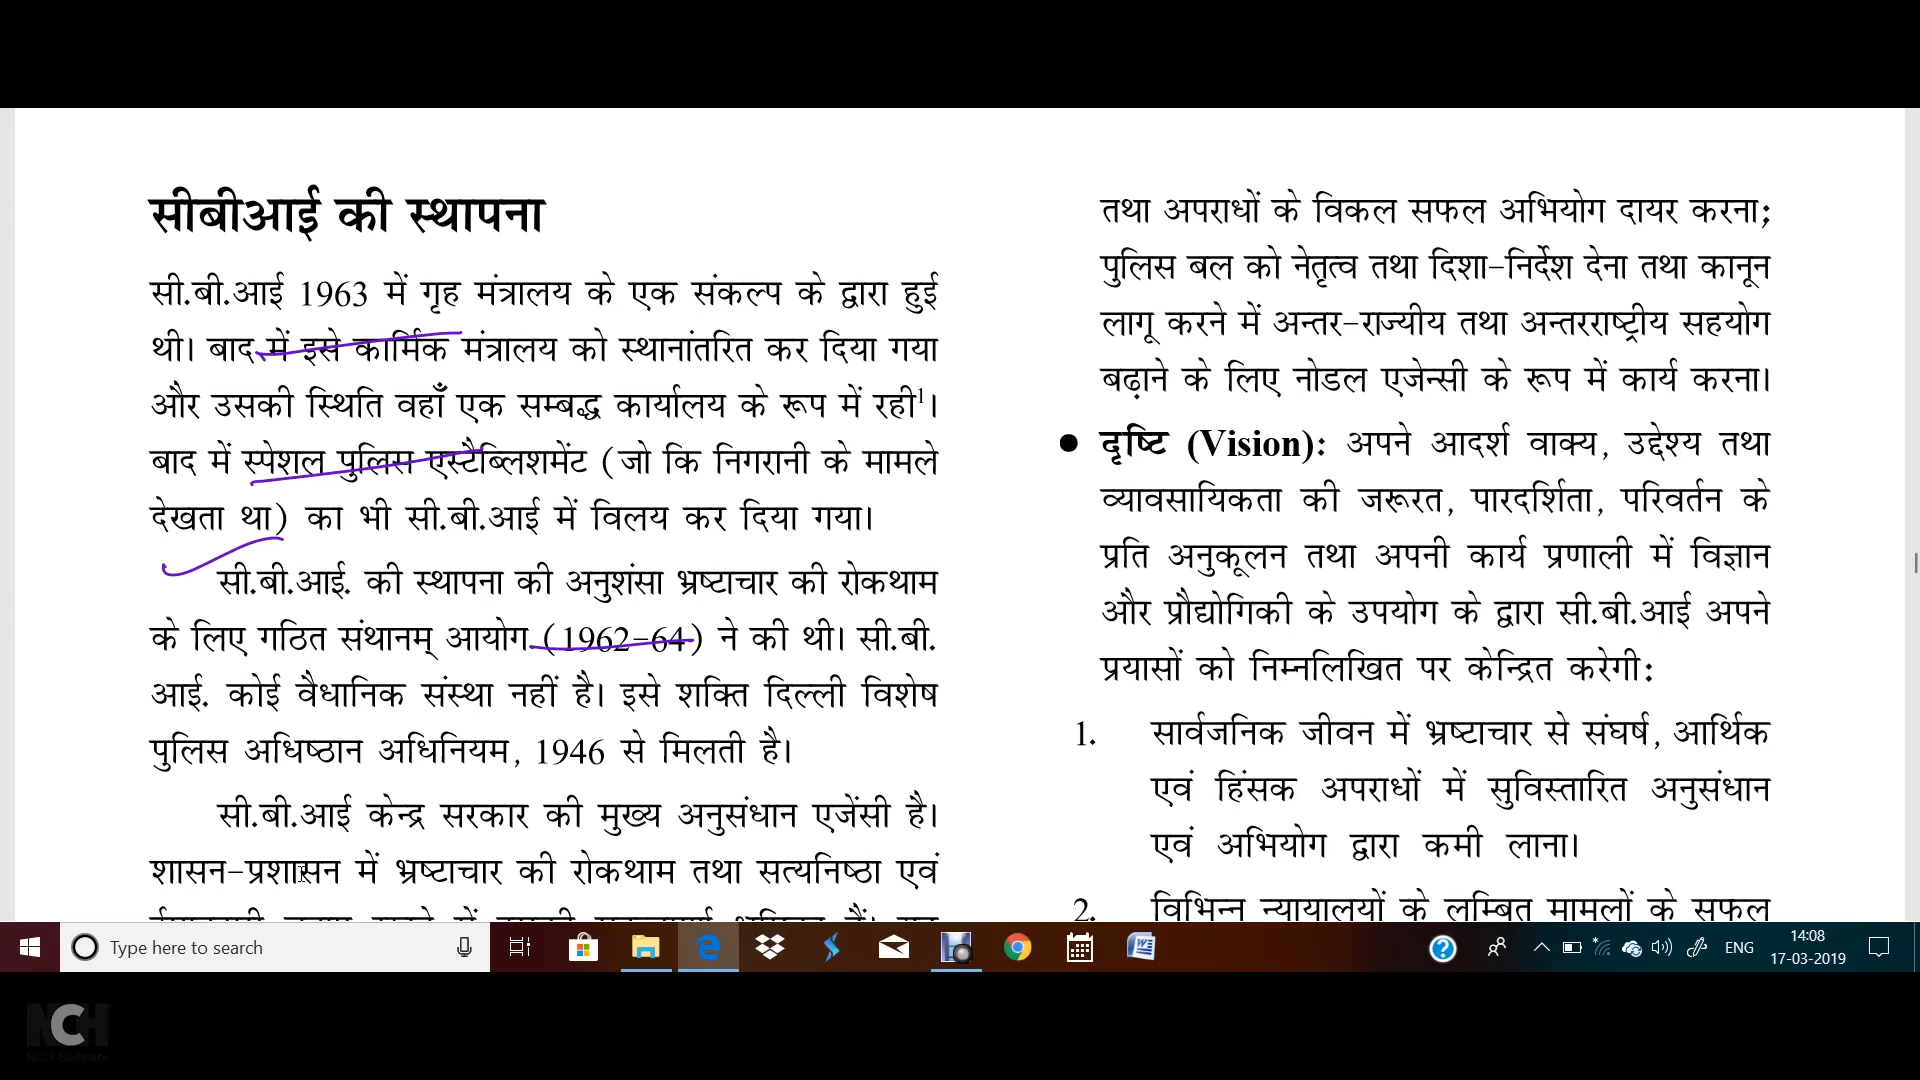 सीबीआई की स्थापना
सी.बी.आई 1963 में गृह मंत्रालय के एक संकल्प के द्वारा हुई
थी। बाद में इसे कार्मिक मंत्रालय को स्थानांतरित कर दिया गया
और उसकी स्थिति वहाँ एक सम्बद्ध कार्यालय के रूप में रही¹।
बाद में स्पेशल पुलिस एस्टैब्लिशमेंट (जो कि निगरानी के मामले
देखता था) का भी सी.बी.आई में विलय कर दिया गया।
सी.बी.आई. की स्थापना की अनुशंसा भ्रष्टाचार की रोकथाम
के लिए गठित संथानम् आयोग (1962-64) ने की थी। सी.बी.
आई. कोई वैधानिक संस्था नहीं है। इसे शक्ति दिल्ली विशेष
पुलिस अधिष्ठान अधिनियम, 1946 से मिलती है।
सी.बी.आई केन्द्र सरकार की मुख्य अनुसंधान एजेंसी है।
शासन-प्रशासन में भ्रष्टाचार की रोकथाम तथा सत्यनिष्ठा एवं
तथा अपराधों के विकल सफल अभियोग दायर करना;
पुलिस बल को नेतृत्व तथा दिशा-निर्देश देना तथा कानून
लागू करने में अन्तर-राज्यीय तथा अन्तरराष्ट्रीय सहयोग
बढ़ाने के लिए नोडल एजेन्सी के रूप में कार्य करना।
● दृष्टि (Vision): अपने आदर्श वाक्य, उद्देश्य तथा
व्यावसायिकता की जरूरत, पारदर्शिता, परिवर्तन के
प्रति अनुकूलन तथा अपनी कार्य प्रणाली में विज्ञान
और प्रौद्योगिकी के उपयोग के द्वारा सी.बी.आई अपने
प्रयासों को निम्नलिखित पर केन्द्रित करेगी:
1. सार्वजनिक जीवन में भ्रष्टाचार से संघर्ष, आर्थिक
एवं हिंसक अपराधों में सुविस्तारित अनुसंधान
एवं अभियोग द्वारा कमी लाना।
2. विभिन्न न्यायालयों के लम्बित मामलों के सफल
Type here to search
ENG
14:08
17-03-2019
NCH
NCH Software